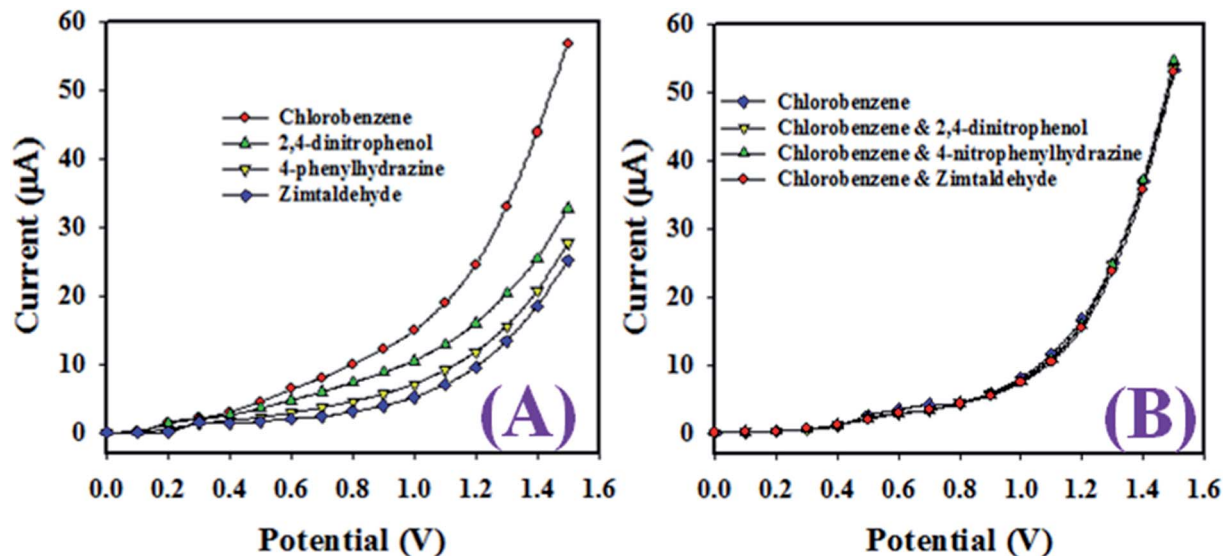 60
50
40
30
20
10
0
Current (µA)
Chlorobenzene
2,4-dinitrophenol
4-phenylhydrazine
Zimtaldehyde
(A)
0.0 0.2 0.4 0.6 0.8 1.0 1.2 1.4 1.6
Potential (V)
60
50
40
30
20
10
0
Current (µA)
Chlorobenzene
Chlorobenzene & 2,4-dinitrophenol
Chlorobenzene & 4-nitrophenylhydrazine
Chlorobenzene & Zimtaldehyde
(B)
0.0 0.2 0.4 0.6 0.8 1.0 1.2 1.4 1.6
Potential (V)